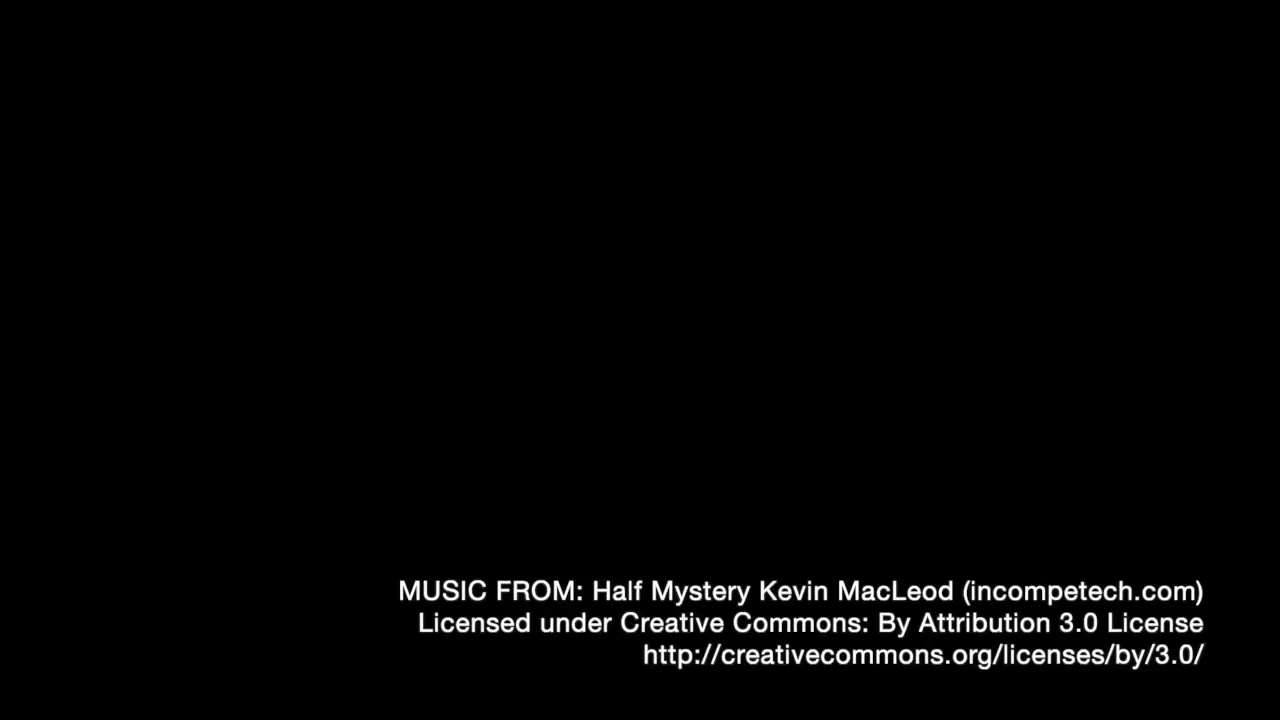 MUSIC FROM: Half Mystery Kevin MacLeod (incompetech.com)
Licensed under Creative Commons: By Attribution 3.0 License
http://creativecommons.org/licenses/by/3.0/